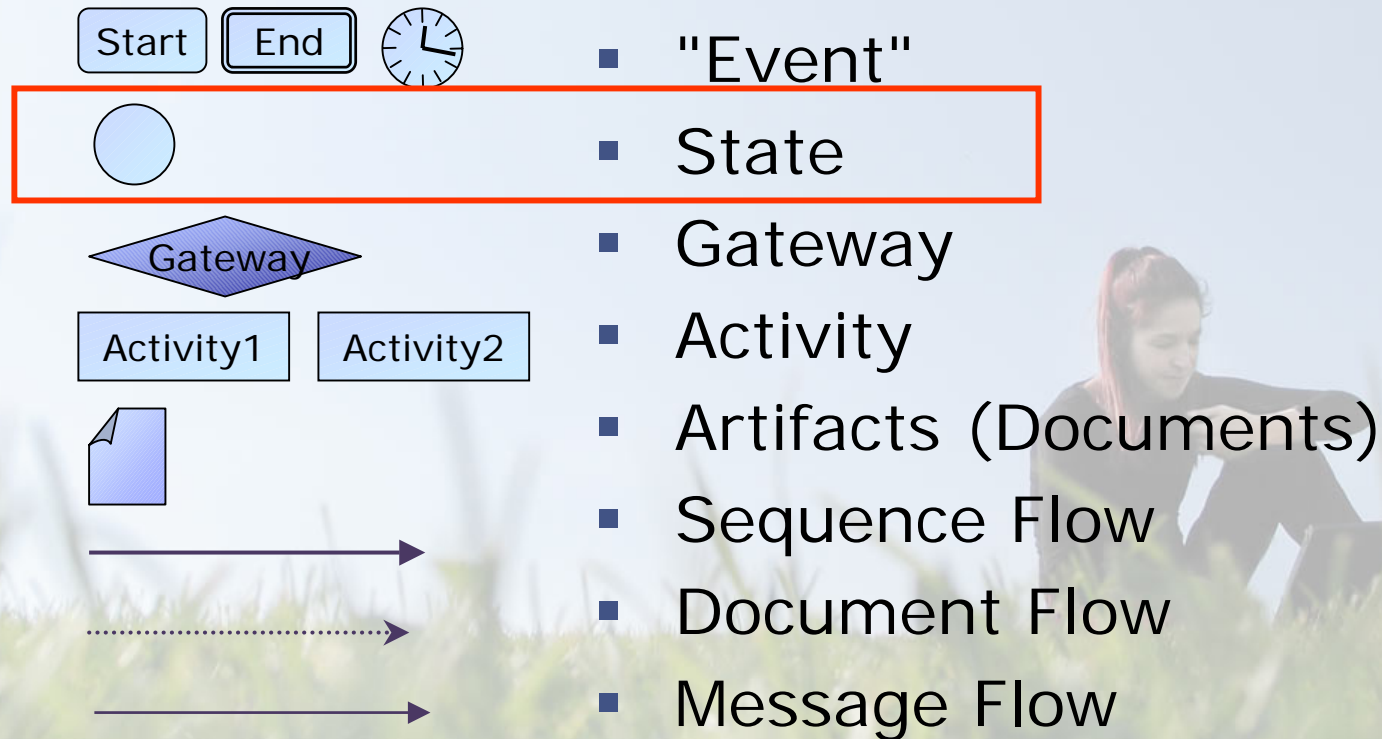 Start End
"Event"
State
Gateway
Gateway
Activity1 Activity2
Activity
Artifacts (Documents)
Sequence Flow
Document Flow
Message Flow